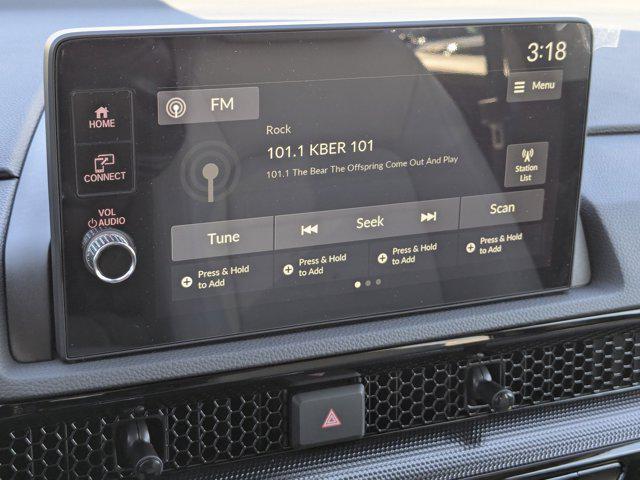 3:18
HOME
FM
Menu
Rock
101.1 KBER 101
101.1 The Bear The Offspring Come Out And Play
Station
List
CONNECT
VOL
AUDIO
Tune
Seek
Scan
Press & Hold
to Add
Press & Hold
to Add
Press & Hold
to Add
Press & Hold
to Add